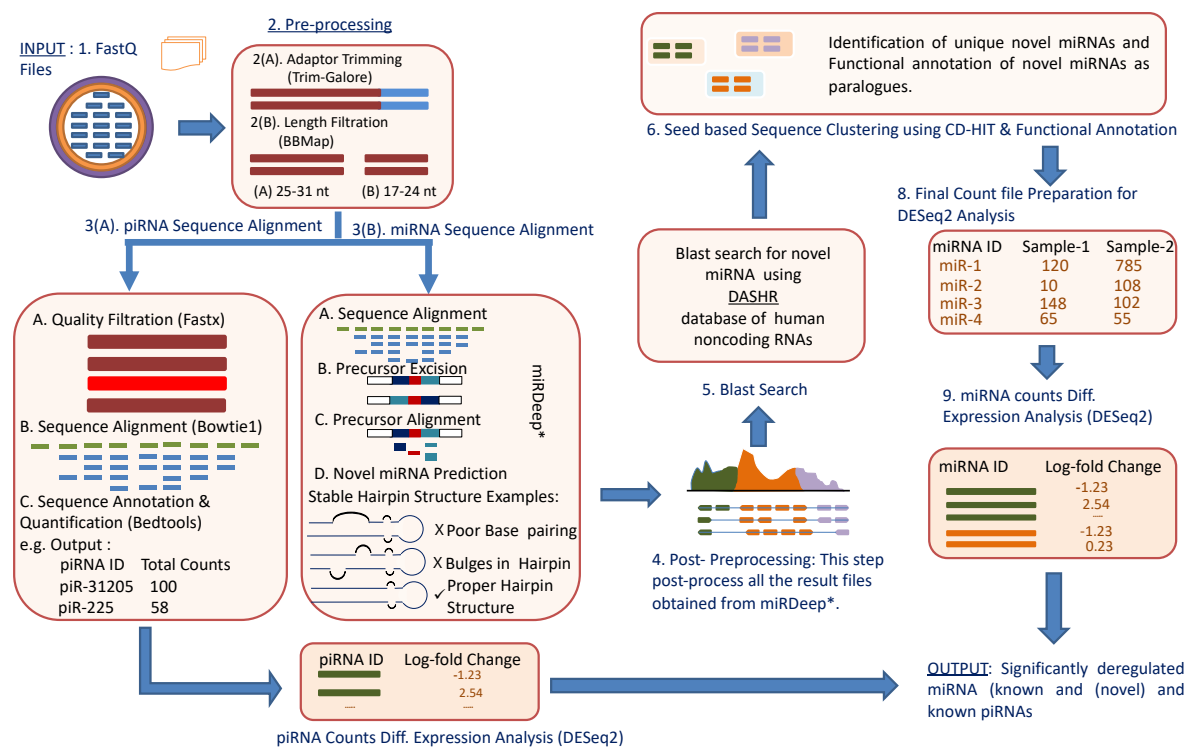 INPUT : 1. FastQ
Files
2. Pre-processing
2(A). Adaptor Trimming
(Trim-Galore)
2(B). Length Filtration
(BBMap)
(A) 25-31 nt (B) 17-24 nt
3(A). piRNA Sequence Alignment
3(B). miRNA Sequence Alignment
A. Quality Filtration (Fastx)
B. Sequence Alignment (Bowtie1)
C. Sequence Annotation &
Quantification (Bedtools)
e.g. Output :
piRNA ID Total Counts
piR-31205 100
piR-225 58
A. Sequence Alignment
B. Precursor Excision
C. Precursor Alignment
D. Novel miRNA Prediction
miRDeep*
Stable Hairpin Structure Examples:
X Poor Base pairing
X Bulges in Hairpin
✓ Proper Hairpin
Structure
piRNA ID Log-fold Change
-1.23
2.54
.....
piRNA Counts Diff. Expression Analysis (DESeq2)
4. Post- Preprocessing: This step
post-process all the result files
obtained from miRDeep*.
5. Blast Search
Blast search for novel
miRNA using
DASHR
database of human
noncoding RNAs
Identification of unique novel miRNAs and
Functional annotation of novel miRNAs as
paralogues.
6. Seed based Sequence Clustering using CD-HIT & Functional Annotation
8. Final Count file Preparation for
DESeq2 Analysis
miRNA ID Sample-1 Sample-2
miR-1 120 785
miR-2 10 108
miR-3 148 102
miR-4 65 55
9. miRNA counts Diff.
Expression Analysis (DESeq2)
miRNA ID Log-fold Change
-1.23
2.54
....
-1.23
0.23
OUTPUT: Significantly deregulated
miRNA (known and (novel) and
known piRNAs